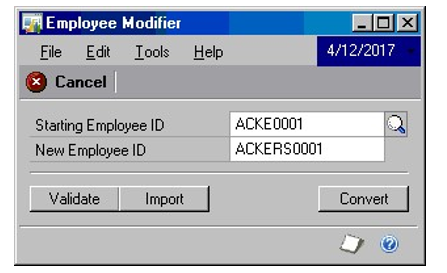 Employee Modifier
File Edit Tools Help 4/12/2017
Cancel
Starting Employee ID ACKE0001
New Employee ID ACKERS0001
Validate Import Convert